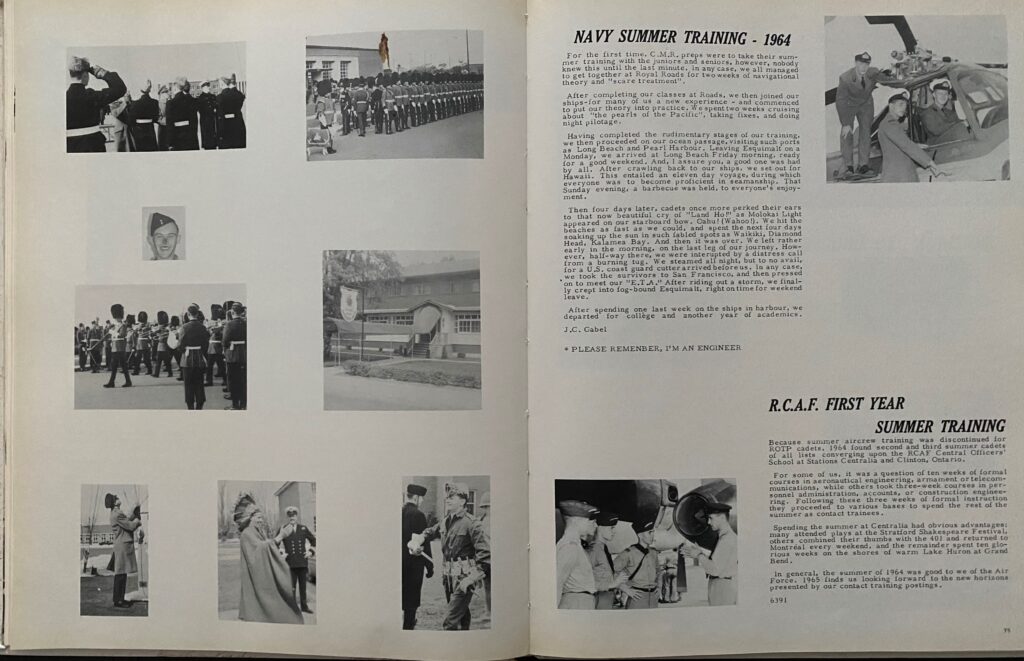 NAVY SUMMER TRAINING - 1964
For the first time, C.M.R. preps were to take their sum-
mer training with the juniors and seniors, however, nobody
knew this until the last minute. In any case, we all managed
to get together at Royal Roads for two weeks of navigational
theory and "scare treatment".
After completing our classes at Roads, we then joined our
ships-for many of us a new experience - and commenced
to put our theory into practice. We spent two weeks cruising
about "the pearls of the Pacific", taking fixes, and doing
night pilotage.
Having completed the rudimentary stages of our training,
we then proceeded on our ocean passage, visiting such ports
as Long Beach and Pearl Harbour. Leaving Esquimalt on a
Monday, we arrived at Long Beach Friday morning, ready
for a good weekend. And, I assure you, a good one was had
by all. After crawling back to our ships, we set out for
Hawaii. This entailed an eleven day voyage, during which
everyone was to become proficient in seamanship. That
Sunday evening, a barbecue was held, to everyone's enjoy-
ment.
Then four days later, cadets once more perked their ears
to that now beautiful cry of "Land Ho!" as Molokai Light
appeared on our starboard bow. Oahu! (Wahoo!). We hit the
beaches as fast as we could, and spent the next four days
soaking up the sun in such fabled spots as Waikiki, Diamond
Head, Kalamea Bay. And then it was over. We left rather
early in the morning, on the last leg of our journey. How-
ever, half-way there, we were interupted by a distress call
from a burning tug. We steamed all night, but to no avail,
for a U.S. coast guard cutter arrived before us. In any case,
we took the survivors to San Francisco, and then pressed
on to meet our "E.T.A." After riding out a storm, we final-
ly crept into fog-bound Esquimalt, right on time for weekend
leave.
After spending one last week on the ships in harbour, we
departed for college and another year of academics.
J.C. Gabel
* PLEASE REMENBER, I'M AN ENGINEER
R.C.A.F. FIRST YEAR
SUMMER TRAINING
Because summer aircrew training was discontinued for
ROTP cadets, 1964 found second and third summer cadets
of all lists converging upon the RCAF Central Officers'
School at Stations Centralia and Clinton, Ontario.
For some of us, it was a question of ten weeks of formal
courses in aeronautical engineering, armament or telecom-
munications, while others took three-week courses in per-
sonnel administration, accounts, or construction enginee-
ring. Following these three weeks of formal instruction
they proceeded to various bases to spend the rest of the
summer as contact trainees.
Spending the summer at Centralia had obvious advantages;
many attended plays at the Stratford Shakespeare Festival,
others combined their thumbs with the 401 and returned to
Montréal every weekend, and the remainder spent ten glo-
rious weeks on the shores of warm Lake Huron at Grand
Bend.
In general, the summer of 1964 was good to we of the Air
Force. 1965 finds us looking forward to the new horizons
presented by our contact training postings.
6391